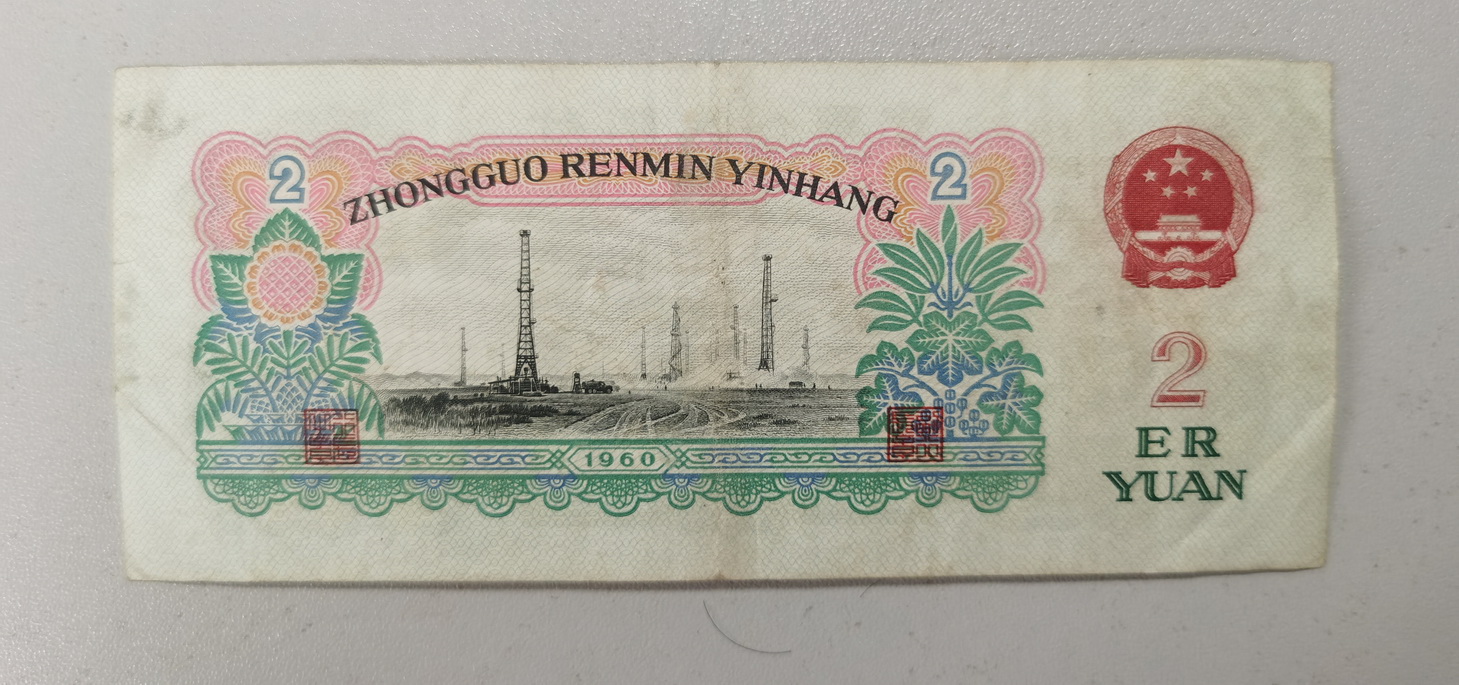 2 2
ZHONGGUO RENMIN YINHANG
2
ER
YUAN
1960